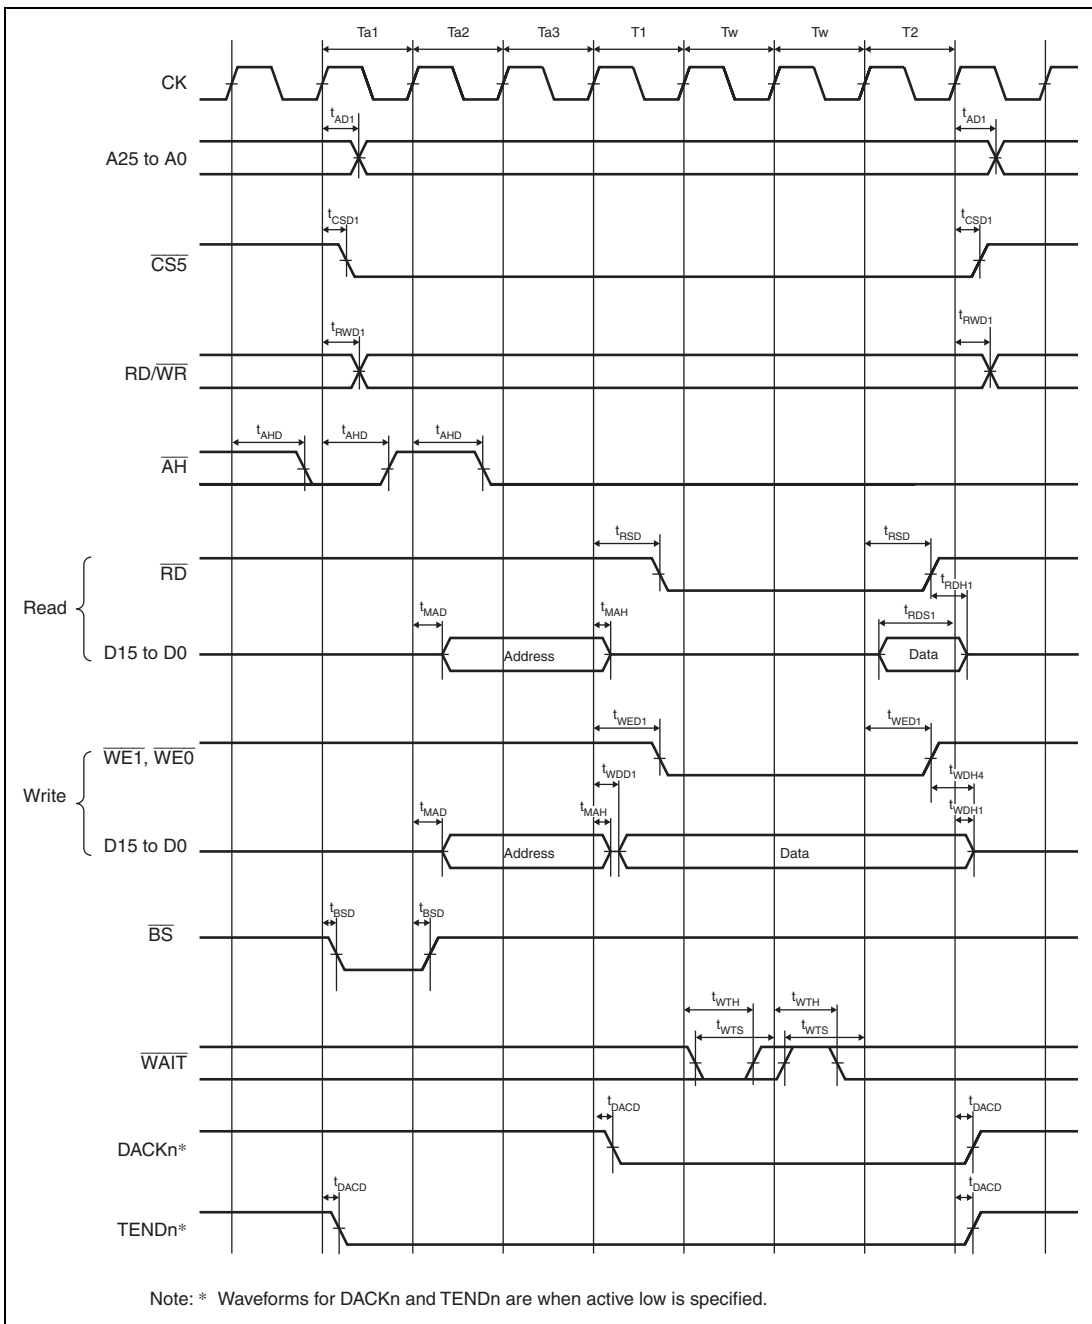 Ta1 Ta2 Ta3 T1 Tw Tw T2
CK
tAD1 tAD1
A25 to A0
tCSD1 tCSD1
CS5
tRWD1 tRWD1
RD/WR
tAHD tAHD tAHD
AH
tRSD tRSD
RD
tRDH1
Read
tMAD tMAH tRDS1
D15 to D0 Address Data
tWED1 tWED1
WE1, WE0
tWDD1 tWDH4
Write
tMAD tMAH tWDH1
D15 to D0 Address Data
tBSD tBSD
BS
tWTH tWTH
tWTS tWTS
WAIT
tDACD tDACD
DACKn*
tDACD tDACD
TENDn*
Note: * Waveforms for DACKn and TENDn are when active low is specified.